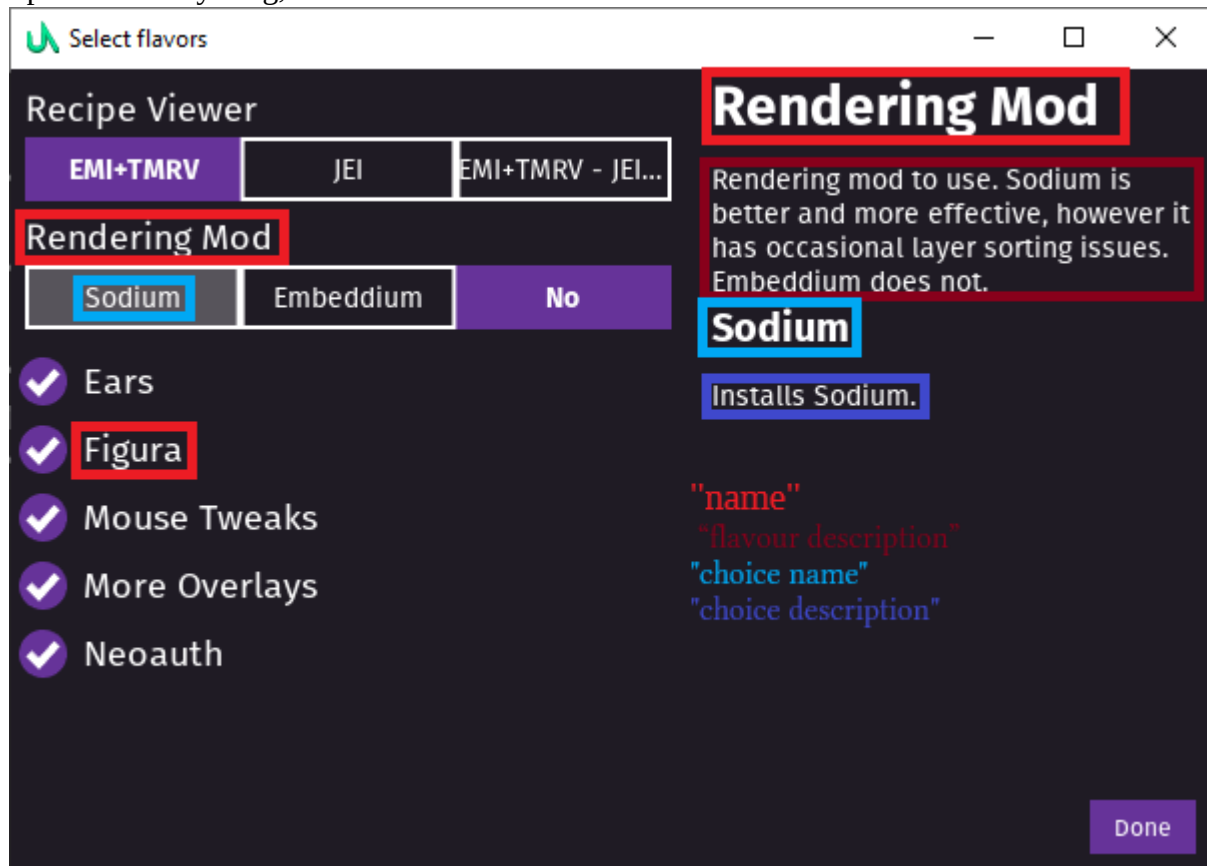 Select flavors
Recipe Viewer
EMI+TMRV
JEI
EMI+TMRV - JEI...
Rendering Mod
Sodium
Embeddium
No
Ears
Figura
Mouse Tweaks
More Overlays
Neoauth
Rendering Mod
Rendering mod to use. Sodium is
better and more effective, however it
has occasional layer sorting issues.
Embeddium does not.
Sodium
Installs Sodium.
"name"
“flavour description”
"choice name"
"choice description"
Done